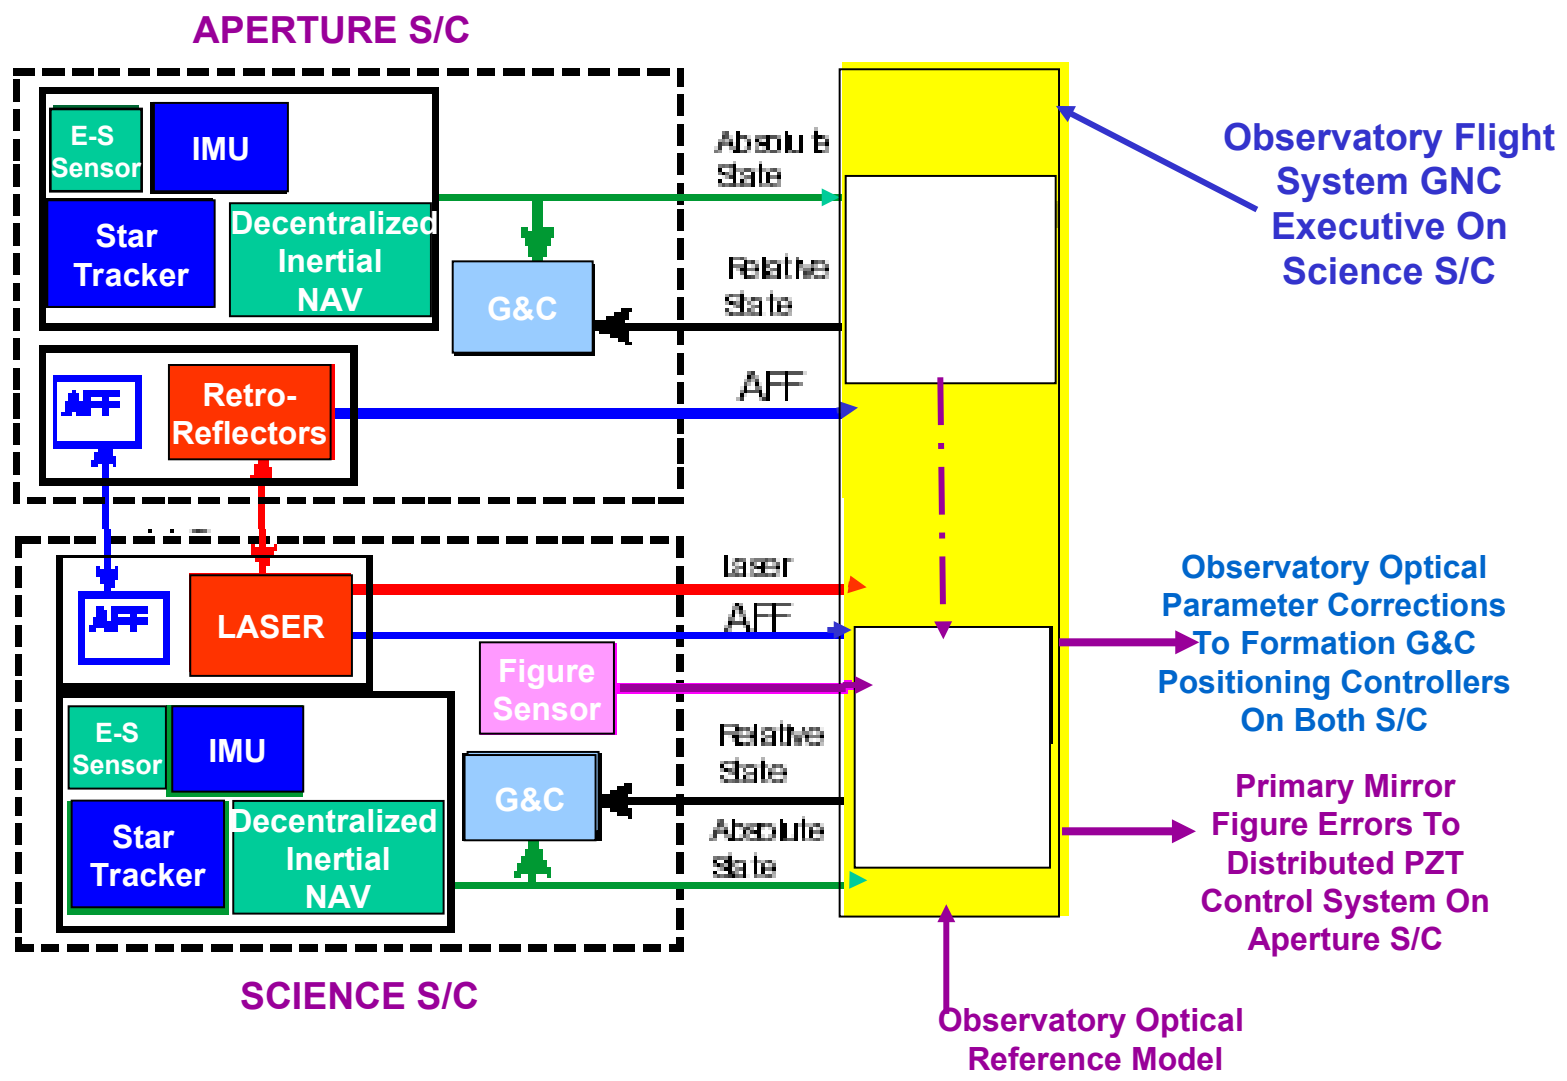 APERTURE S/C
E-S
Sensor
IMU
Star
Tracker
Decentralized
Inertial
NAV
G&C
Absolute
State
Relative
State
AFF
Retro-
Reflectors
AFF
Observatory Flight
System GNC
Executive On
Science S/C
AFF
LASER
Laser
AFF
Figure
Sensor
E-S
Sensor
IMU
Star
Tracker
Decentralized
Inertial
NAV
G&C
Relative
State
Absolute
State
Observatory Optical
Parameter Corrections
To Formation G&C
Positioning Controllers
On Both S/C
Primary Mirror
Figure Errors To
Distributed PZT
Control System On
Aperture S/C
SCIENCE S/C
Observatory Optical
Reference Model